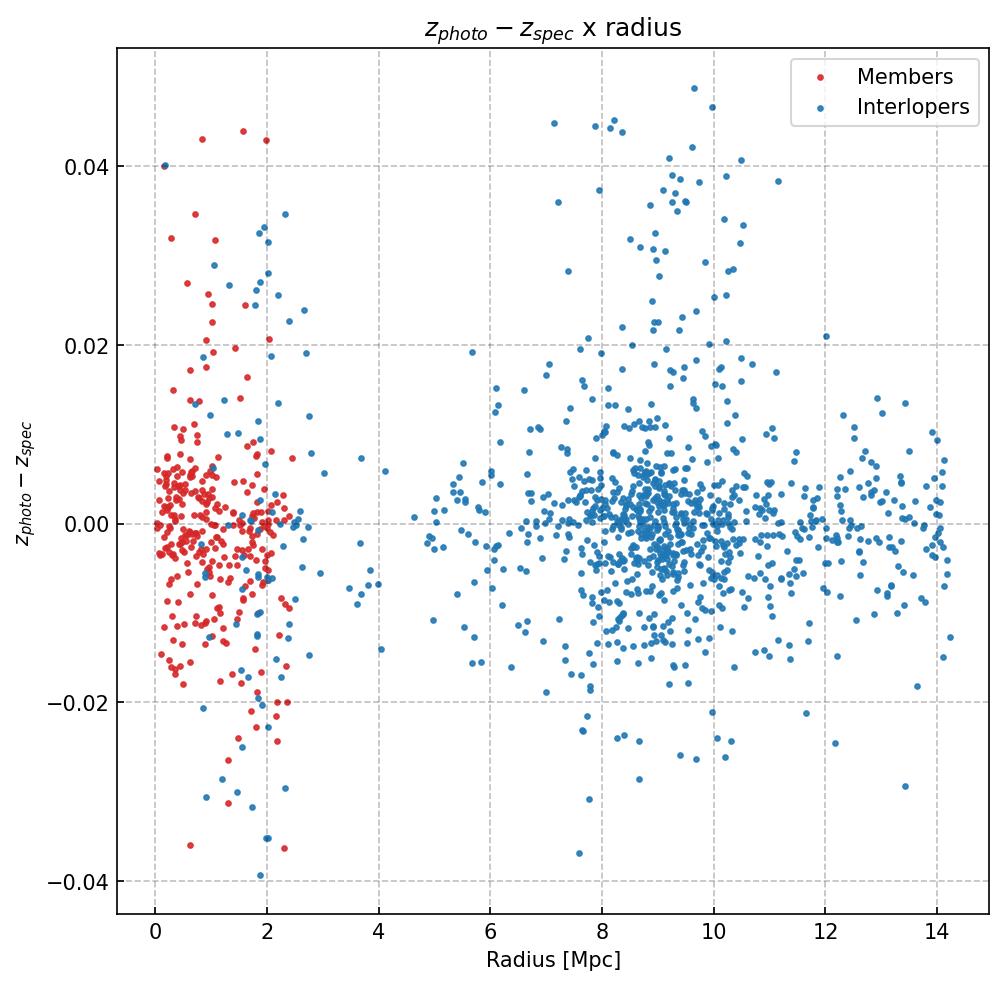 z_photo − z_spec x radius
Members
Interlopers
0.04
0.02
0.00
−0.02
−0.04
z_photo − z_spec
0 2 4 6 8 10 12 14
Radius [Mpc]